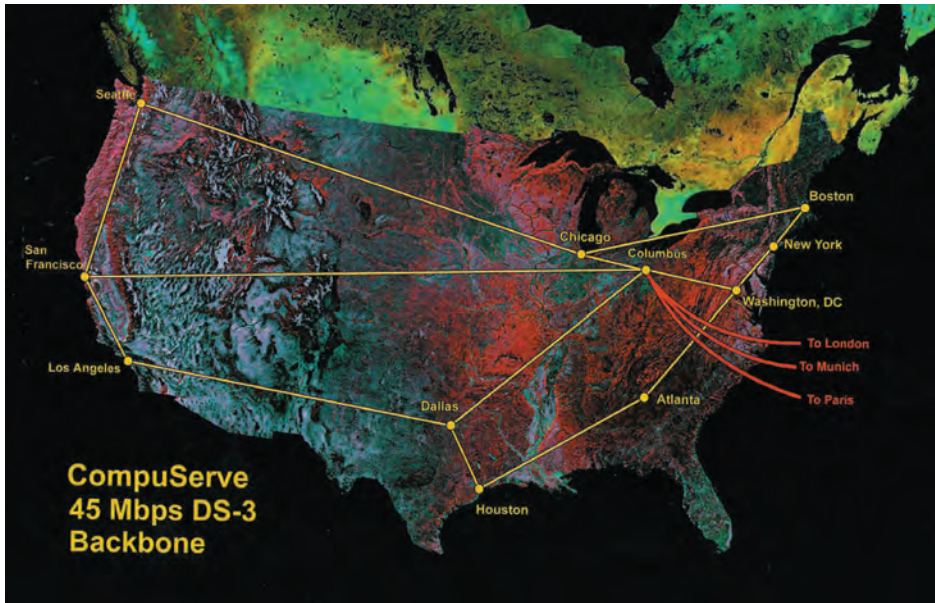 Seattle
Boston
Chicago
New York
Columbus
San
Francisco
Washington, DC
To London
Los Angeles
To Munich
Dallas
Atlanta
To Paris
CompuServe
45 Mbps DS-3
Backbone
Houston